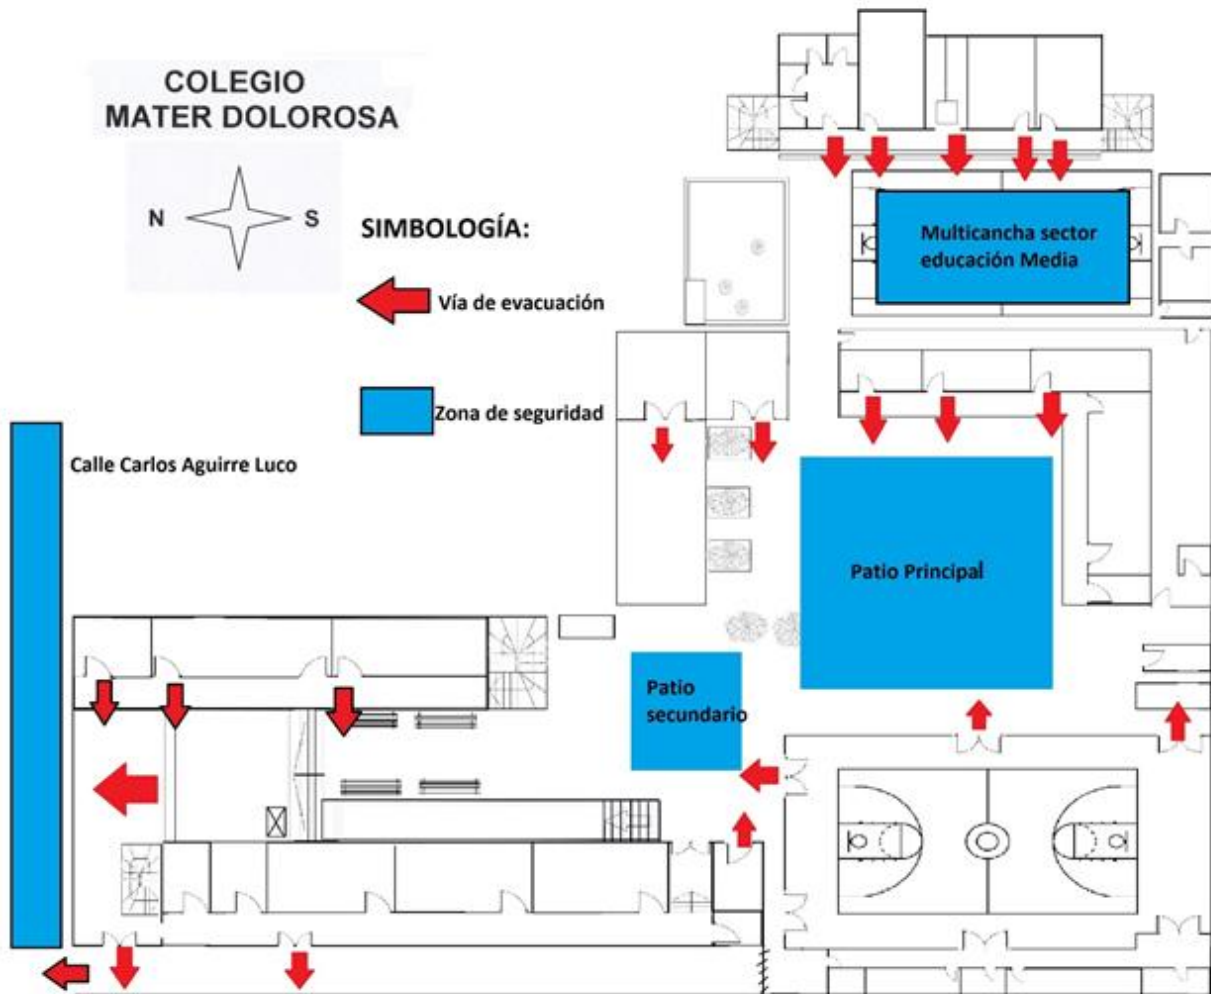 COLEGIO
MATER DOLOROSA
N
S
SIMBOLOGÍA:
Vía de evacuación
Zona de seguridad
Multicancha sector
educación Media
Calle Carlos Aguirre Luco
Patio Principal
Patio
secundario